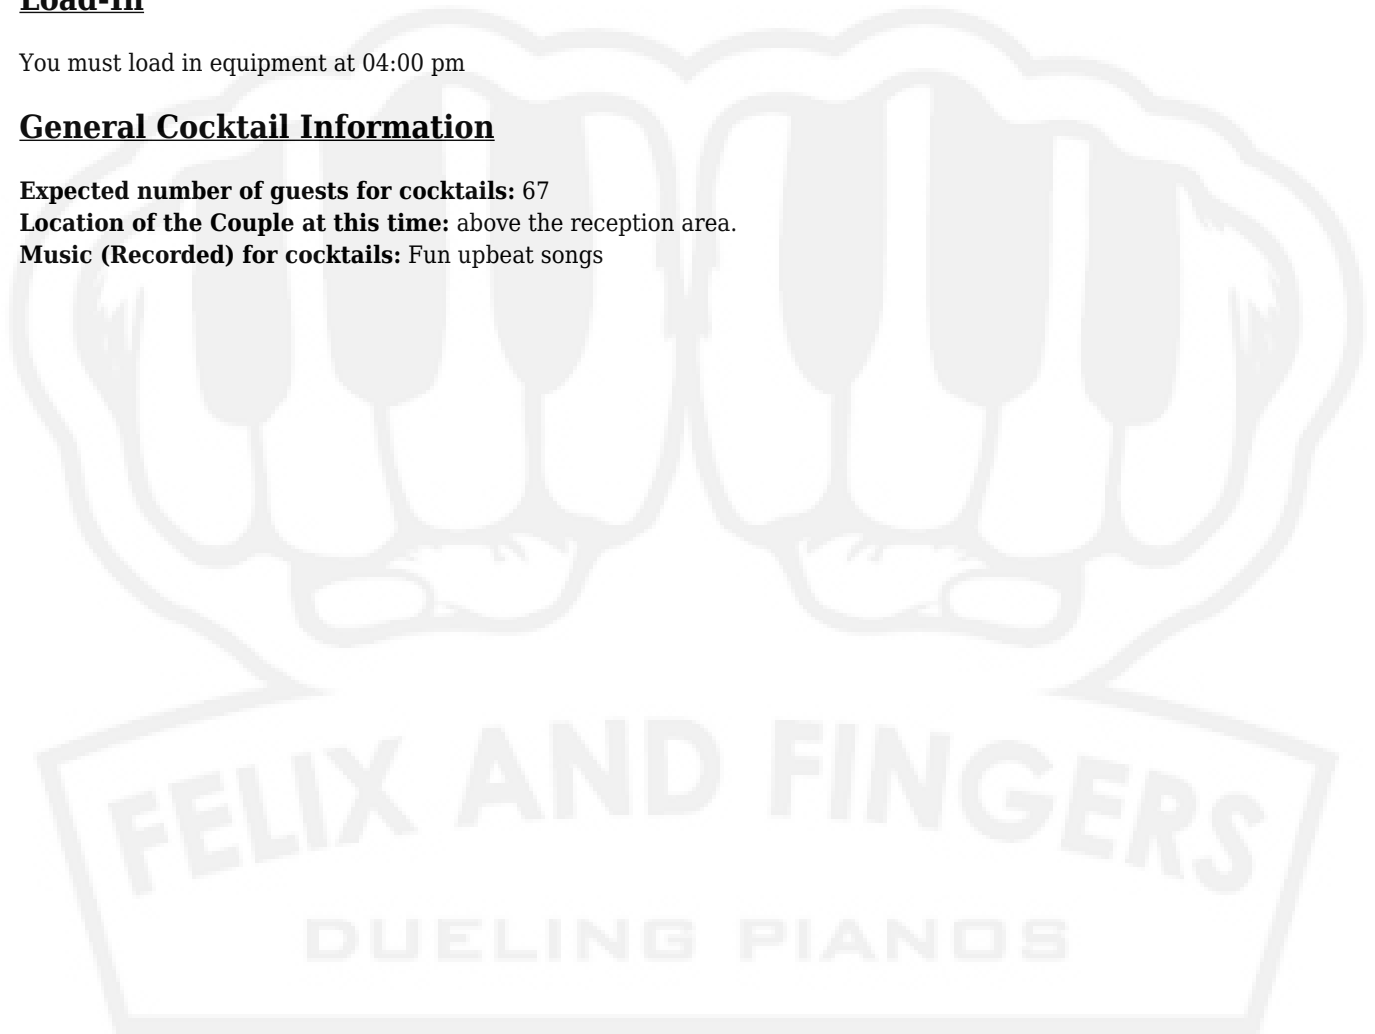 Load-In
You must load in equipment at 04:00 pm
General Cocktail Information
Expected number of guests for cocktails: 67
Location of the Couple at this time: above the reception area.
Music (Recorded) for cocktails: Fun upbeat songs
FELIX AND FINGERS
DUELING PIANOS